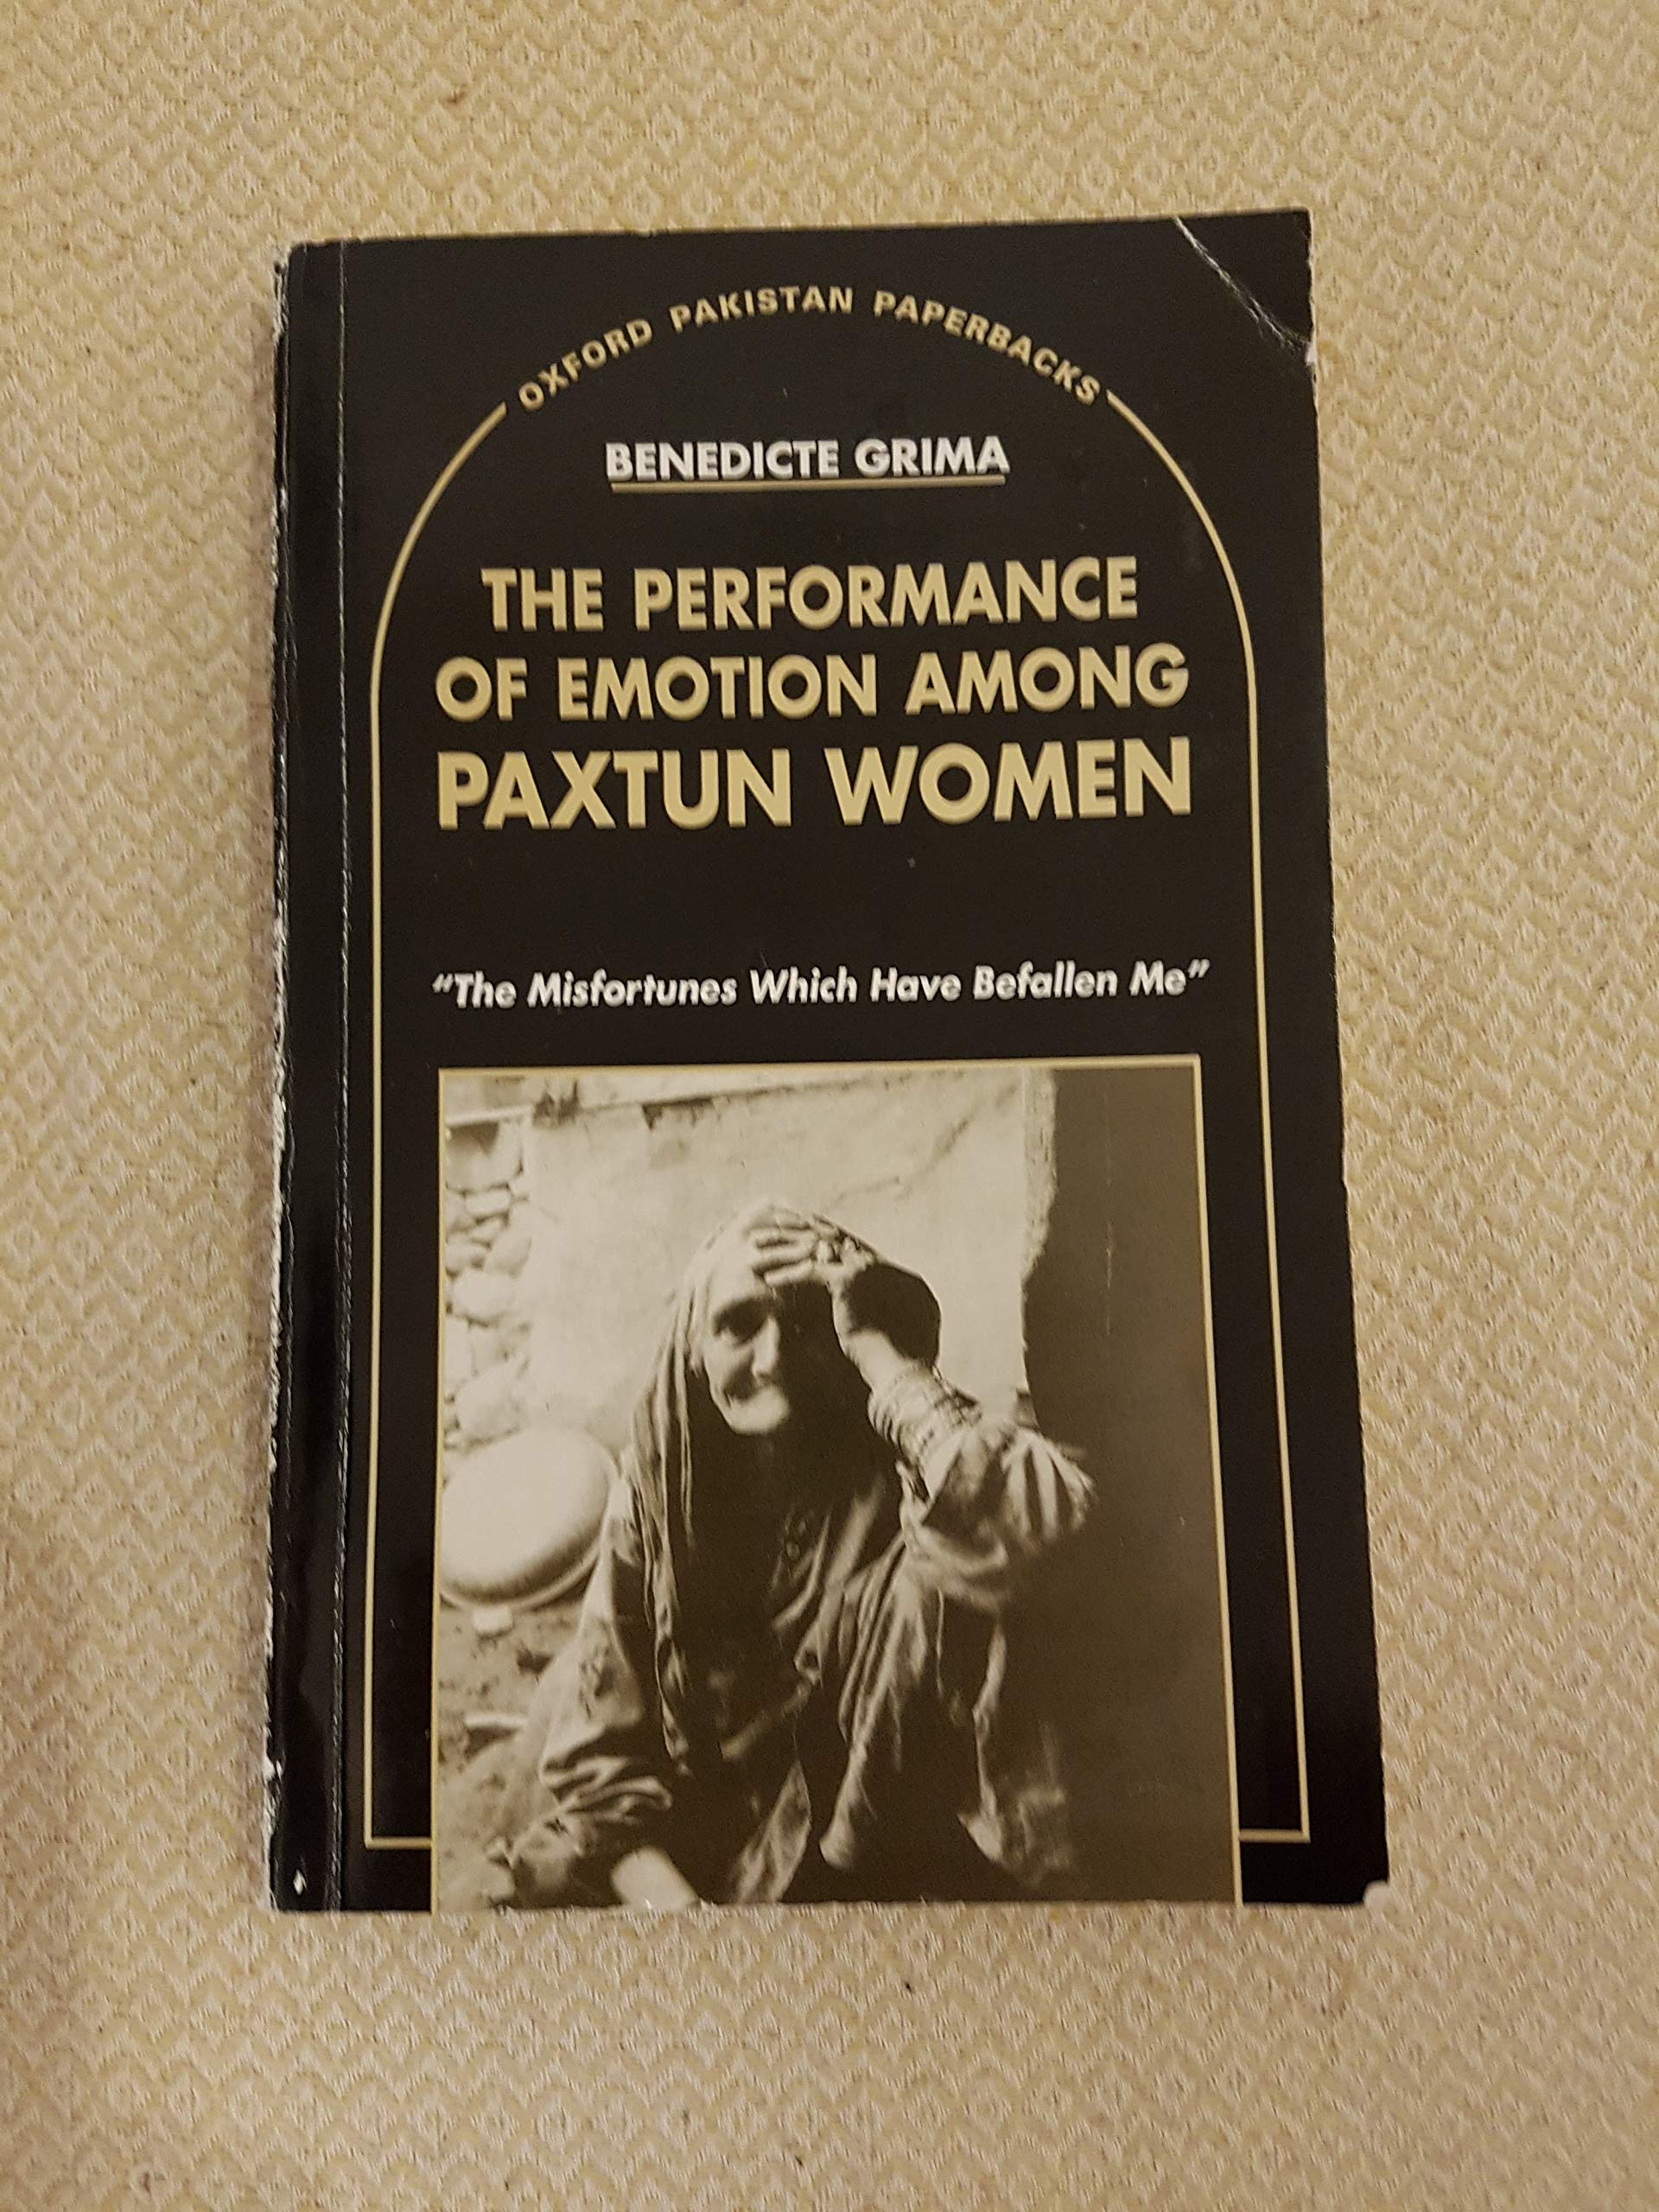 OXFORD PAKISTAN PAPERBACKS
BENEDICTE GRIMA
THE PERFORMANCE
OF EMOTION AMONG
PAXTUN WOMEN
"The Misfortunes Which Have Befallen Me"